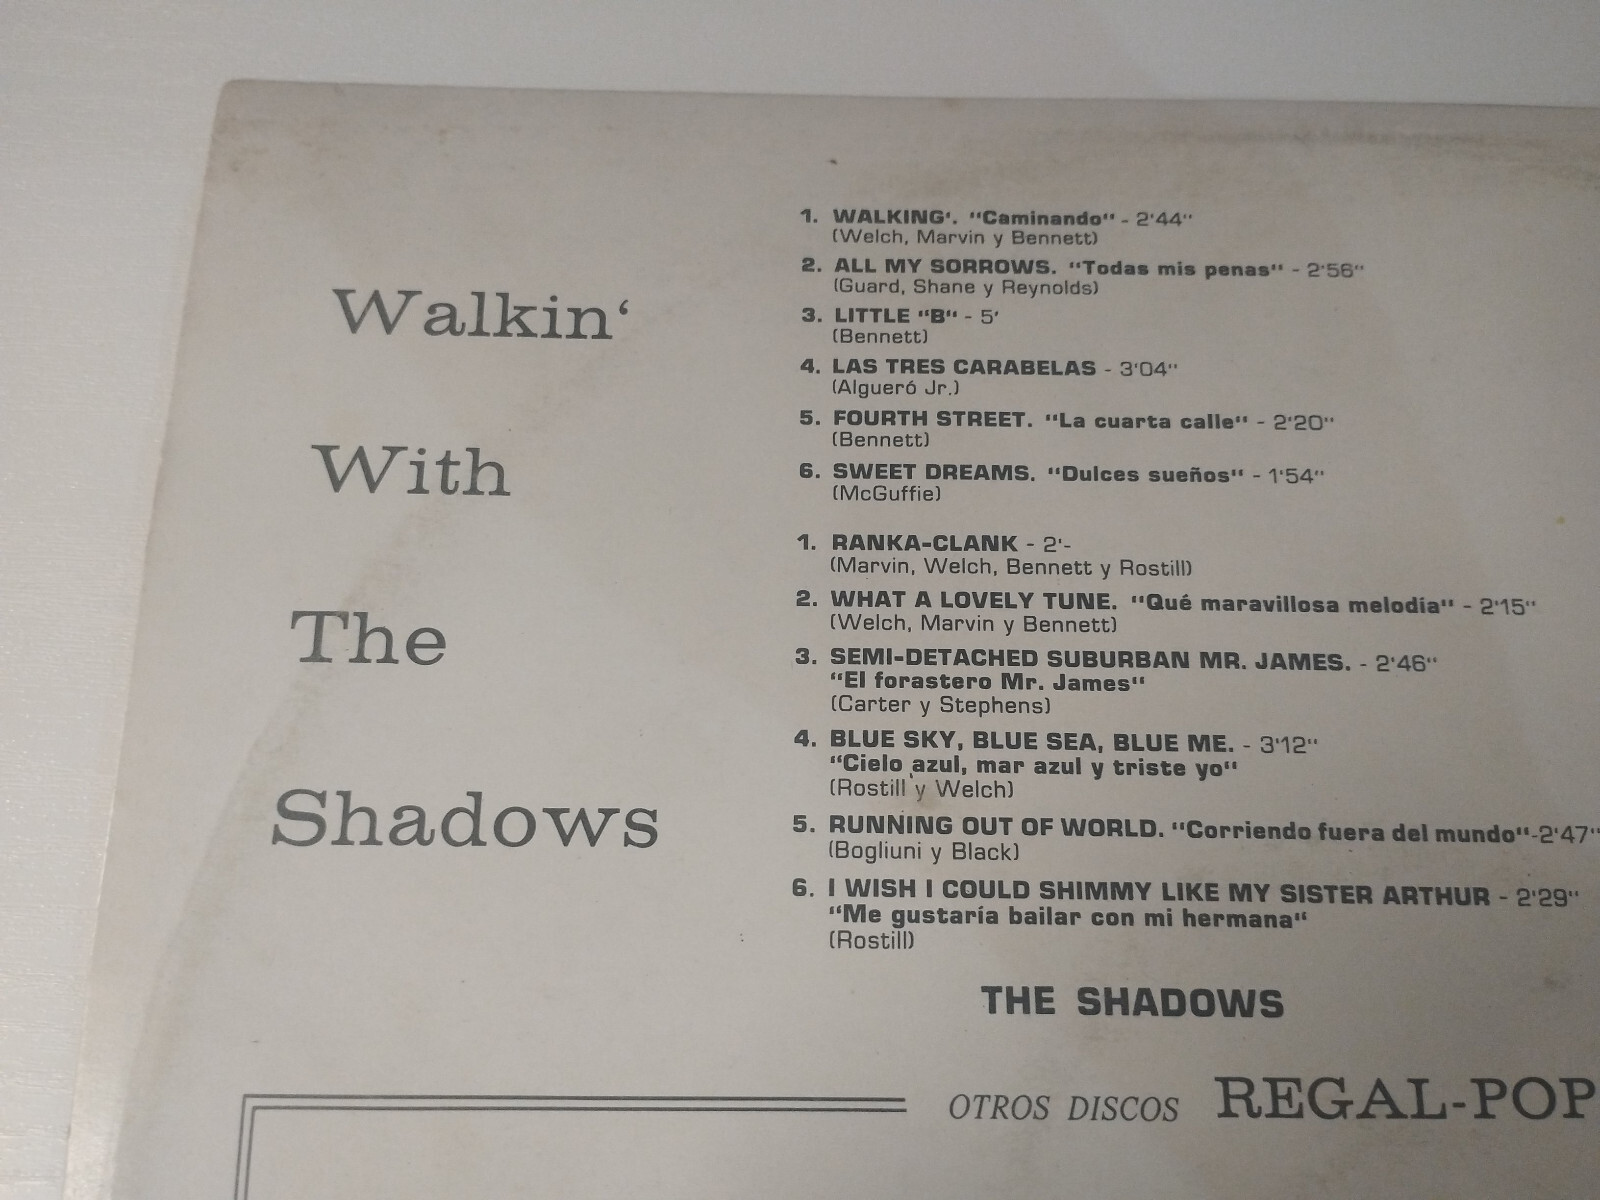 Walkin‘
With
The
Shadows
1. WALKING‘. "Caminando" - 2'44"
(Welch, Marvin y Bennett)
2. ALL MY SORROWS. "Todas mis penas" - 2'56"
(Guard, Shane y Reynolds)
3. LITTLE "B" - 5'
(Bennett)
4. LAS TRES CARABELAS - 3'04"
(Algueró Jr.)
5. FOURTH STREET. "La cuarta calle" - 2'20"
(Bennett)
6. SWEET DREAMS. "Dulces sueños" - 1'54"
(McGuffie)
1. RANKA-CLANK - 2'-
(Marvin, Welch, Bennett y Rostill)
2. WHAT A LOVELY TUNE. "Qué maravillosa melodía" - 2'15"
(Welch, Marvin y Bennett)
3. SEMI-DETACHED SUBURBAN MR. JAMES. - 2'46"
"El forastero Mr. James"
(Carter y Stephens)
4. BLUE SKY, BLUE SEA, BLUE ME. - 3'12"
"Cielo azul, mar azul y triste yo"
(Rostill y Welch)
5. RUNNING OUT OF WORLD. "Corriendo fuera del mundo"-2'47"
(Bogliuni y Black)
6. I WISH I COULD SHIMMY LIKE MY SISTER ARTHUR - 2'29"
"Me gustaría bailar con mi hermana"
(Rostill)
THE SHADOWS
OTROS DISCOS REGAL-POP